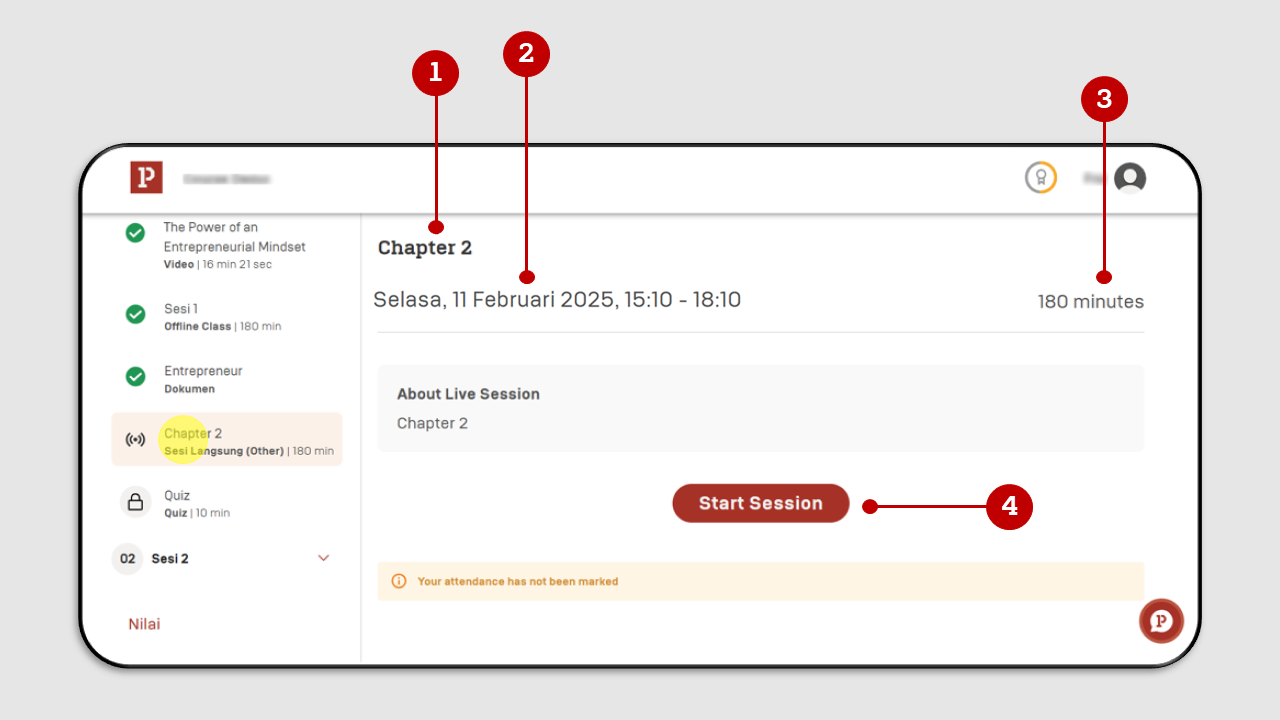 1
2
3
P
The Power of an
Entrepreneurial Mindset
Video | 16 min 21 sec
Sesi 1
Offline Class | 180 min
Entrepreneur
Dokumen
Chapter 2
Sesi Langsung (Other) | 180 min
Quiz
Quiz | 10 min
02 Sesi 2
Nilai
Chapter 2
Selasa, 11 Februari 2025, 15:10 - 18:10
180 minutes
About Live Session
Chapter 2
Start Session
4
Your attendance has not been marked
P